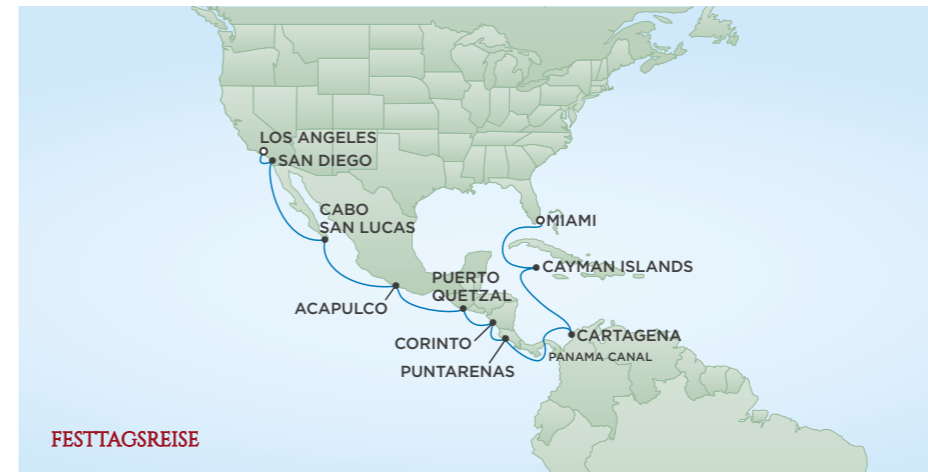 LOS ANGELES
SAN DIEGO
CABO
SAN LUCAS
MIAMI
CAYMAN ISLANDS
PUERTO
QUETZAL
ACAPULCO
CORINTO
CARTAGENA
PANAMA CANAL
PUNTARENAS
FESTTAGSREISE